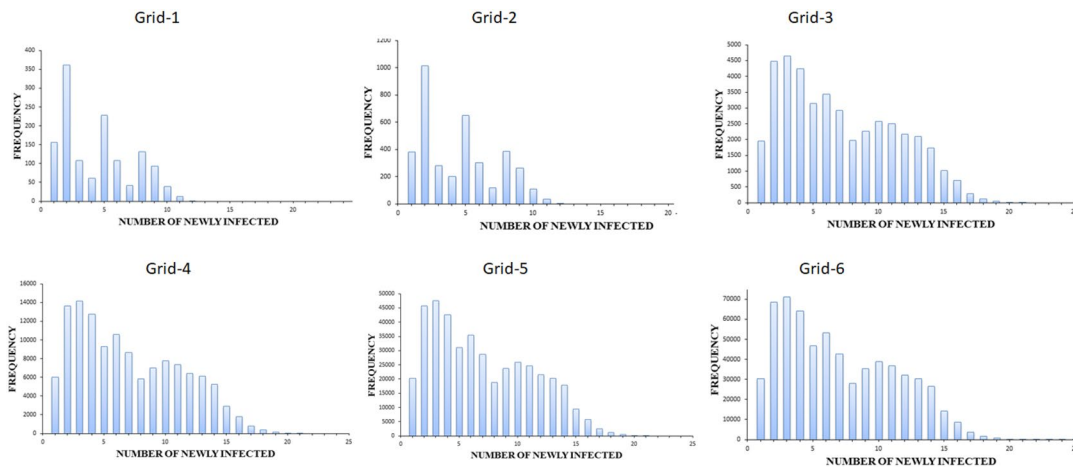 Grid-1
400
350
300
250
200
150
100
50
0
0 5 10 15 20
FREQUENCY
NUMBER OF NEWLY INFECTED
Grid-2
1200
1000
800
600
400
200
0
0 5 10 15 20
FREQUENCY
NUMBER OF NEWLY INFECTED
Grid-3
5000
4500
4000
3500
3000
2500
2000
1500
1000
500
0
0 5 10 15 20
FREQUENCY
NUMBER OF NEWLY INFECTED
Grid-4
16000
14000
12000
10000
8000
6000
4000
2000
0
0 5 10 15 20 25
FREQUENCY
NUMBER OF NEWLY INFECTED
Grid-5
50000
45000
40000
35000
30000
25000
20000
15000
10000
5000
0
0 5 10 15 20 25
FREQUENCY
NUMBER OF NEWLY INFECTED
Grid-6
70000
60000
50000
40000
30000
20000
10000
0
0 5 10 15 20
FREQUENCY
NUMBER OF NEWLY INFECTED